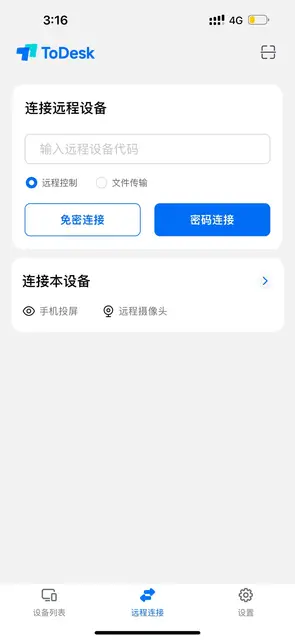 3:16
4G
ToDesk
连接远程设备
输入远程设备代码
远程控制
文件传输
免密连接
密码连接
连接本设备
手机投屏
远程摄像头
设备列表
远程连接
设置